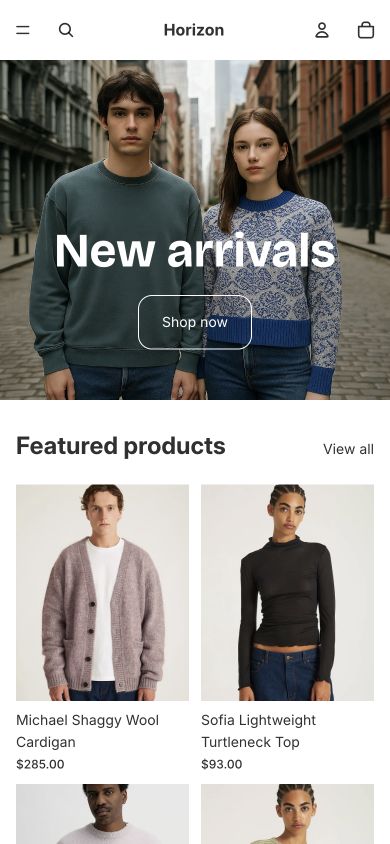 Horizon
New arrivals
Shop now
Featured products
View all
Michael Shaggy Wool
Cardigan
$285.00
Sofia Lightweight
Turtleneck Top
$93.00